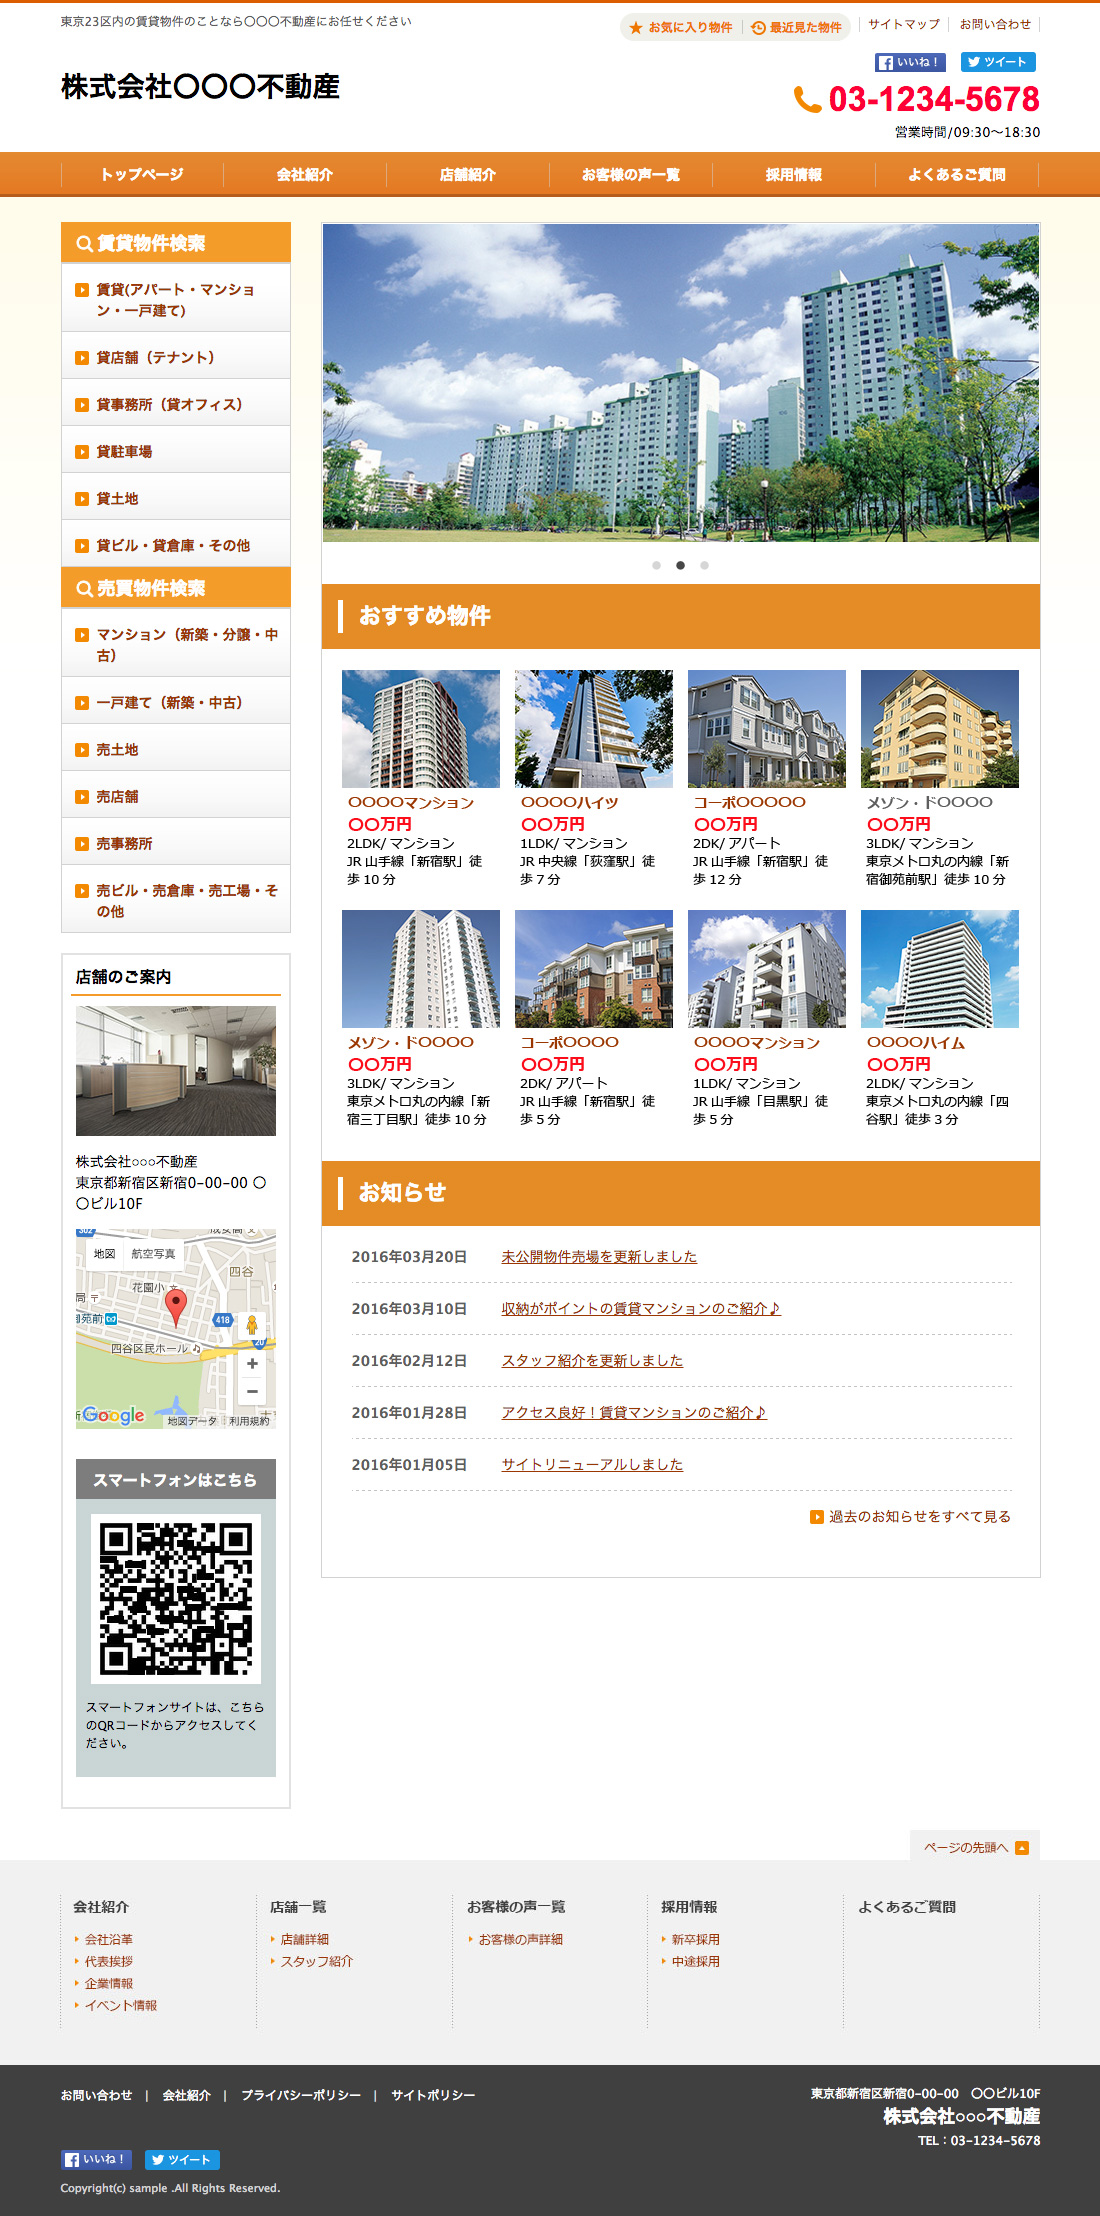 東京23区内の賃貸物件のことなら〇〇〇不動産にお任せください
お気に入り物件
最近見た物件
サイトマップ
お問い合わせ
いいね！
ツイート
株式会社〇〇〇不動産
03-1234-5678
営業時間/09:30〜18:30
トップページ
会社紹介
店舗紹介
お客様の声一覧
採用情報
よくあるご質問
賃貸物件検索
賃貸(アパート・マンショ
ン・一戸建て)
貸店舗（テナント）
貸事務所（貸オフィス）
貸駐車場
貸土地
貸ビル・貸倉庫・その他
売買物件検索
マンション（新築・分譲・中
古）
一戸建て（新築・中古）
売土地
売店舗
売事務所
売ビル・売倉庫・売工場・そ
の他
店舗のご案内
株式会社○○○不動産
東京都新宿区新宿0-00-00 〇
〇ビル10F
地図
航空写真
四谷
花園小
局
御苑前
418
20
302
四谷区民ホール
Google
地図データ
利用規約
スマートフォンはこちら
スマートフォンサイトは、こちら
のQRコードからアクセスしてく
ださい。
おすすめ物件
〇〇〇〇マンション
〇〇万円
2LDK/ マンション
JR 山手線「新宿駅」徒
歩 10 分
〇〇〇〇ハイツ
〇〇万円
1LDK/ マンション
JR 中央線「荻窪駅」徒
歩 7 分
コーポ〇〇〇〇〇
〇〇万円
2DK/ アパート
JR 山手線「新宿駅」徒
歩 12 分
メゾン・ド〇〇〇〇
〇〇万円
3LDK/ マンション
東京メトロ丸の内線「新
宿御苑前駅」徒歩 10 分
メゾン・ド〇〇〇〇
〇〇万円
3LDK/ マンション
東京メトロ丸の内線「新
宿三丁目駅」徒歩 10 分
コーポ〇〇〇〇
〇〇万円
2DK/ アパート
JR 山手線「新宿駅」徒
歩 5 分
〇〇〇〇マンション
〇〇万円
1LDK/ マンション
JR 山手線「目黒駅」徒
歩 5 分
〇〇〇〇ハイム
〇〇万円
2LDK/ マンション
東京メトロ丸の内線「四
谷駅」徒歩 3 分
お知らせ
2016年03月20日 未公開物件売場を更新しました
2016年03月10日 収納がポイントの賃貸マンションのご紹介♪
2016年02月12日 スタッフ紹介を更新しました
2016年01月28日 アクセス良好！賃貸マンションのご紹介♪
2016年01月05日 サイトリニューアルしました
過去のお知らせをすべて見る
ページの先頭へ
会社紹介
会社沿革
代表挨拶
企業情報
イベント情報
店舗一覧
店舗詳細
スタッフ紹介
お客様の声一覧
お客様の声詳細
採用情報
新卒採用
中途採用
よくあるご質問
お問い合わせ | 会社紹介 | プライバシーポリシー | サイトポリシー
東京都新宿区新宿0-00-00　〇〇ビル10F
株式会社○○○不動産
TEL：03-1234-5678
いいね！
ツイート
Copyright(c) sample .All Rights Reserved.